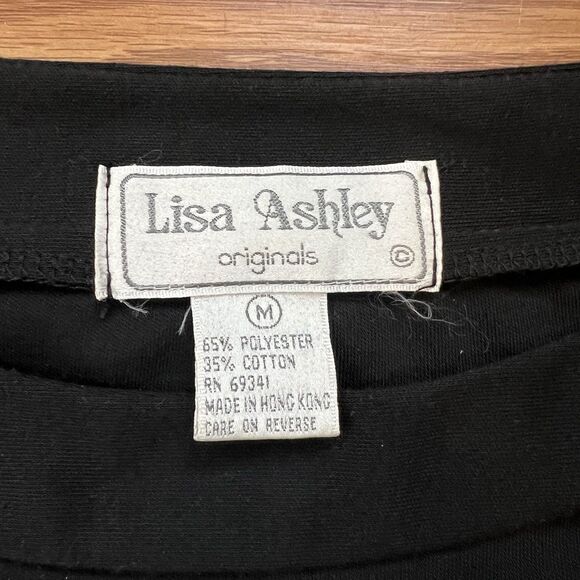 Lisa Ashley
originals ©
M
65% POLYESTER
35% COTTON
RN 69341
MADE IN HONG KONG
CARE ON REVERSE